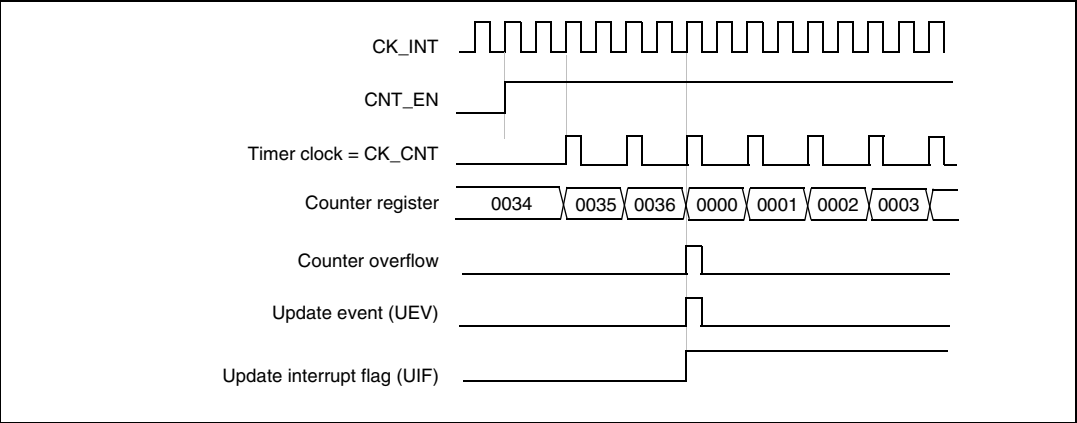 CK_INT
CNT_EN
Timer clock = CK_CNT
Counter register 0034 0035 0036 0000 0001 0002 0003
Counter overflow
Update event (UEV)
Update interrupt flag (UIF)